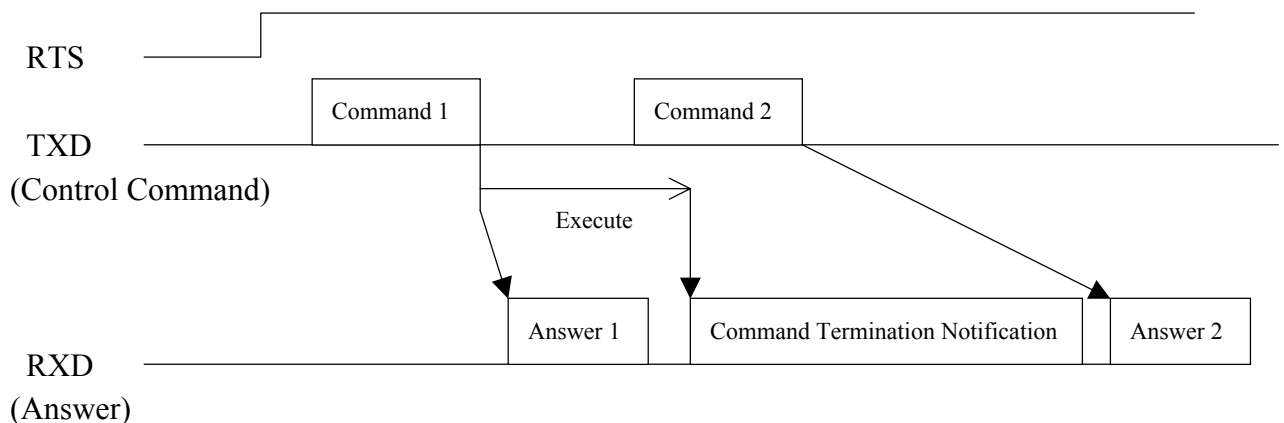 RTS
Command 1
Command 2
TXD
(Control Command)
Execute
Answer 1
Command Termination Notification
Answer 2
RXD
(Answer)